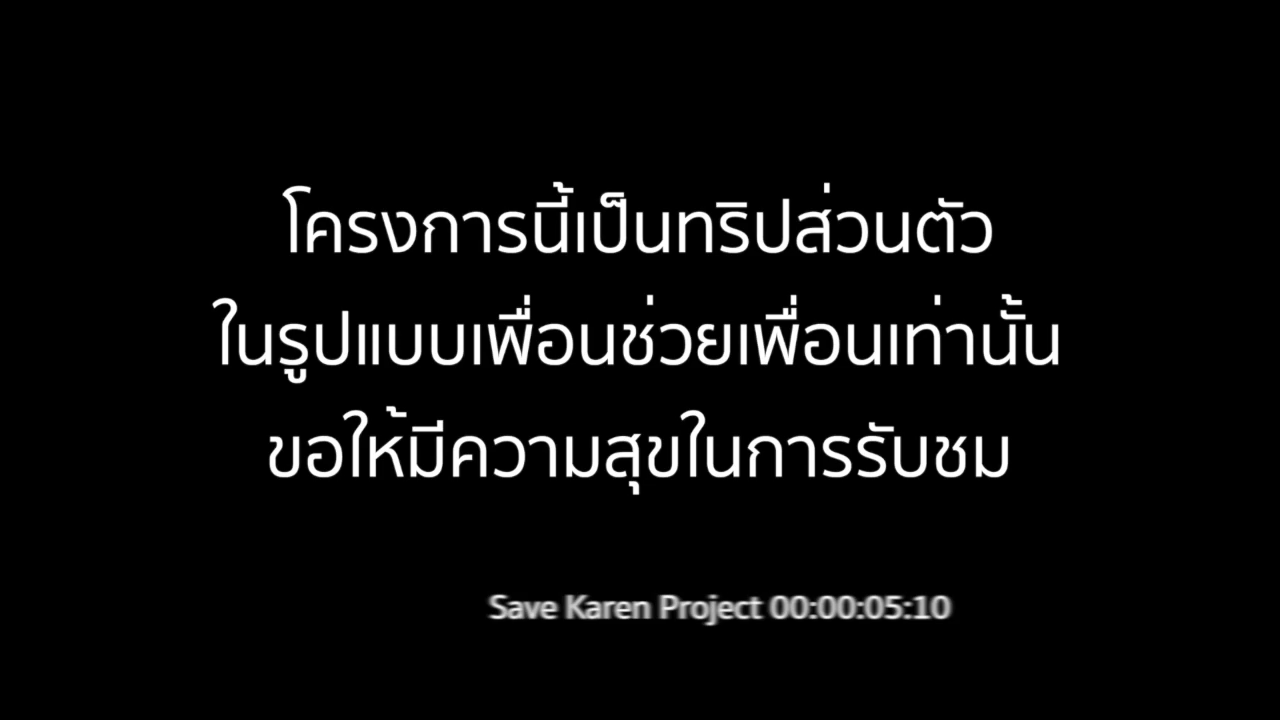 โครงการนี้เป็นทริปส่วนตัว
ในรูปแบบเพื่อนช่วยเพื่อนเท่านั้น
ขอให้มีความสุขในการรับชม
Save Karen Project 00:00:05:10